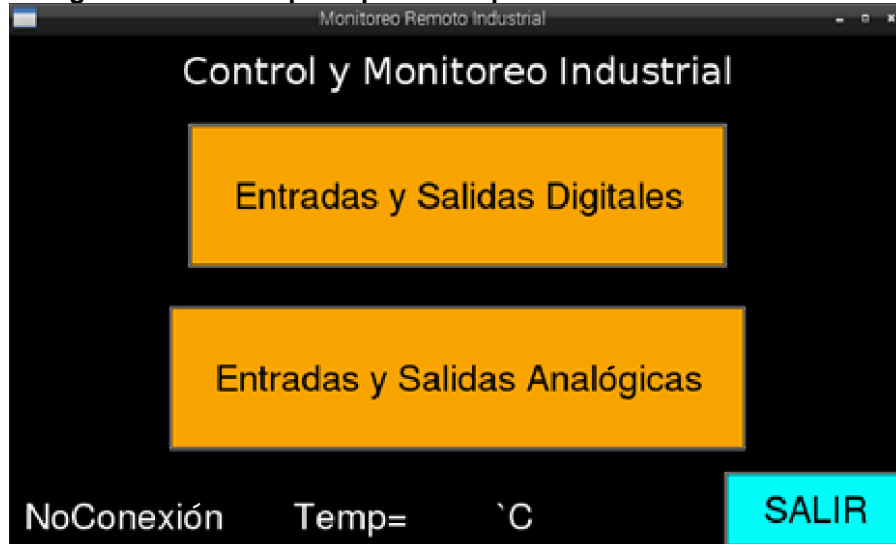 Monitoreo Remoto Industrial
Control y Monitoreo Industrial
Entradas y Salidas Digitales
Entradas y Salidas Analógicas
NoConexión Temp= `C SALIR